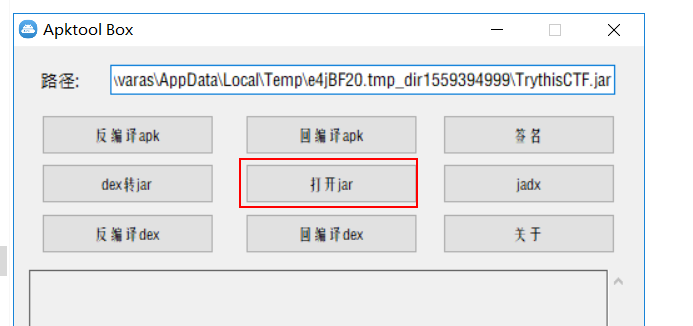 Apktool Box
路径: \varas\AppData\Local\Temp\e4jBF20.tmp_dir1559394999\TrythisCTF.jar
反编译apk 回编译apk 签名
dex转jar 打开jar jadx
反编译dex 回编译dex 关于